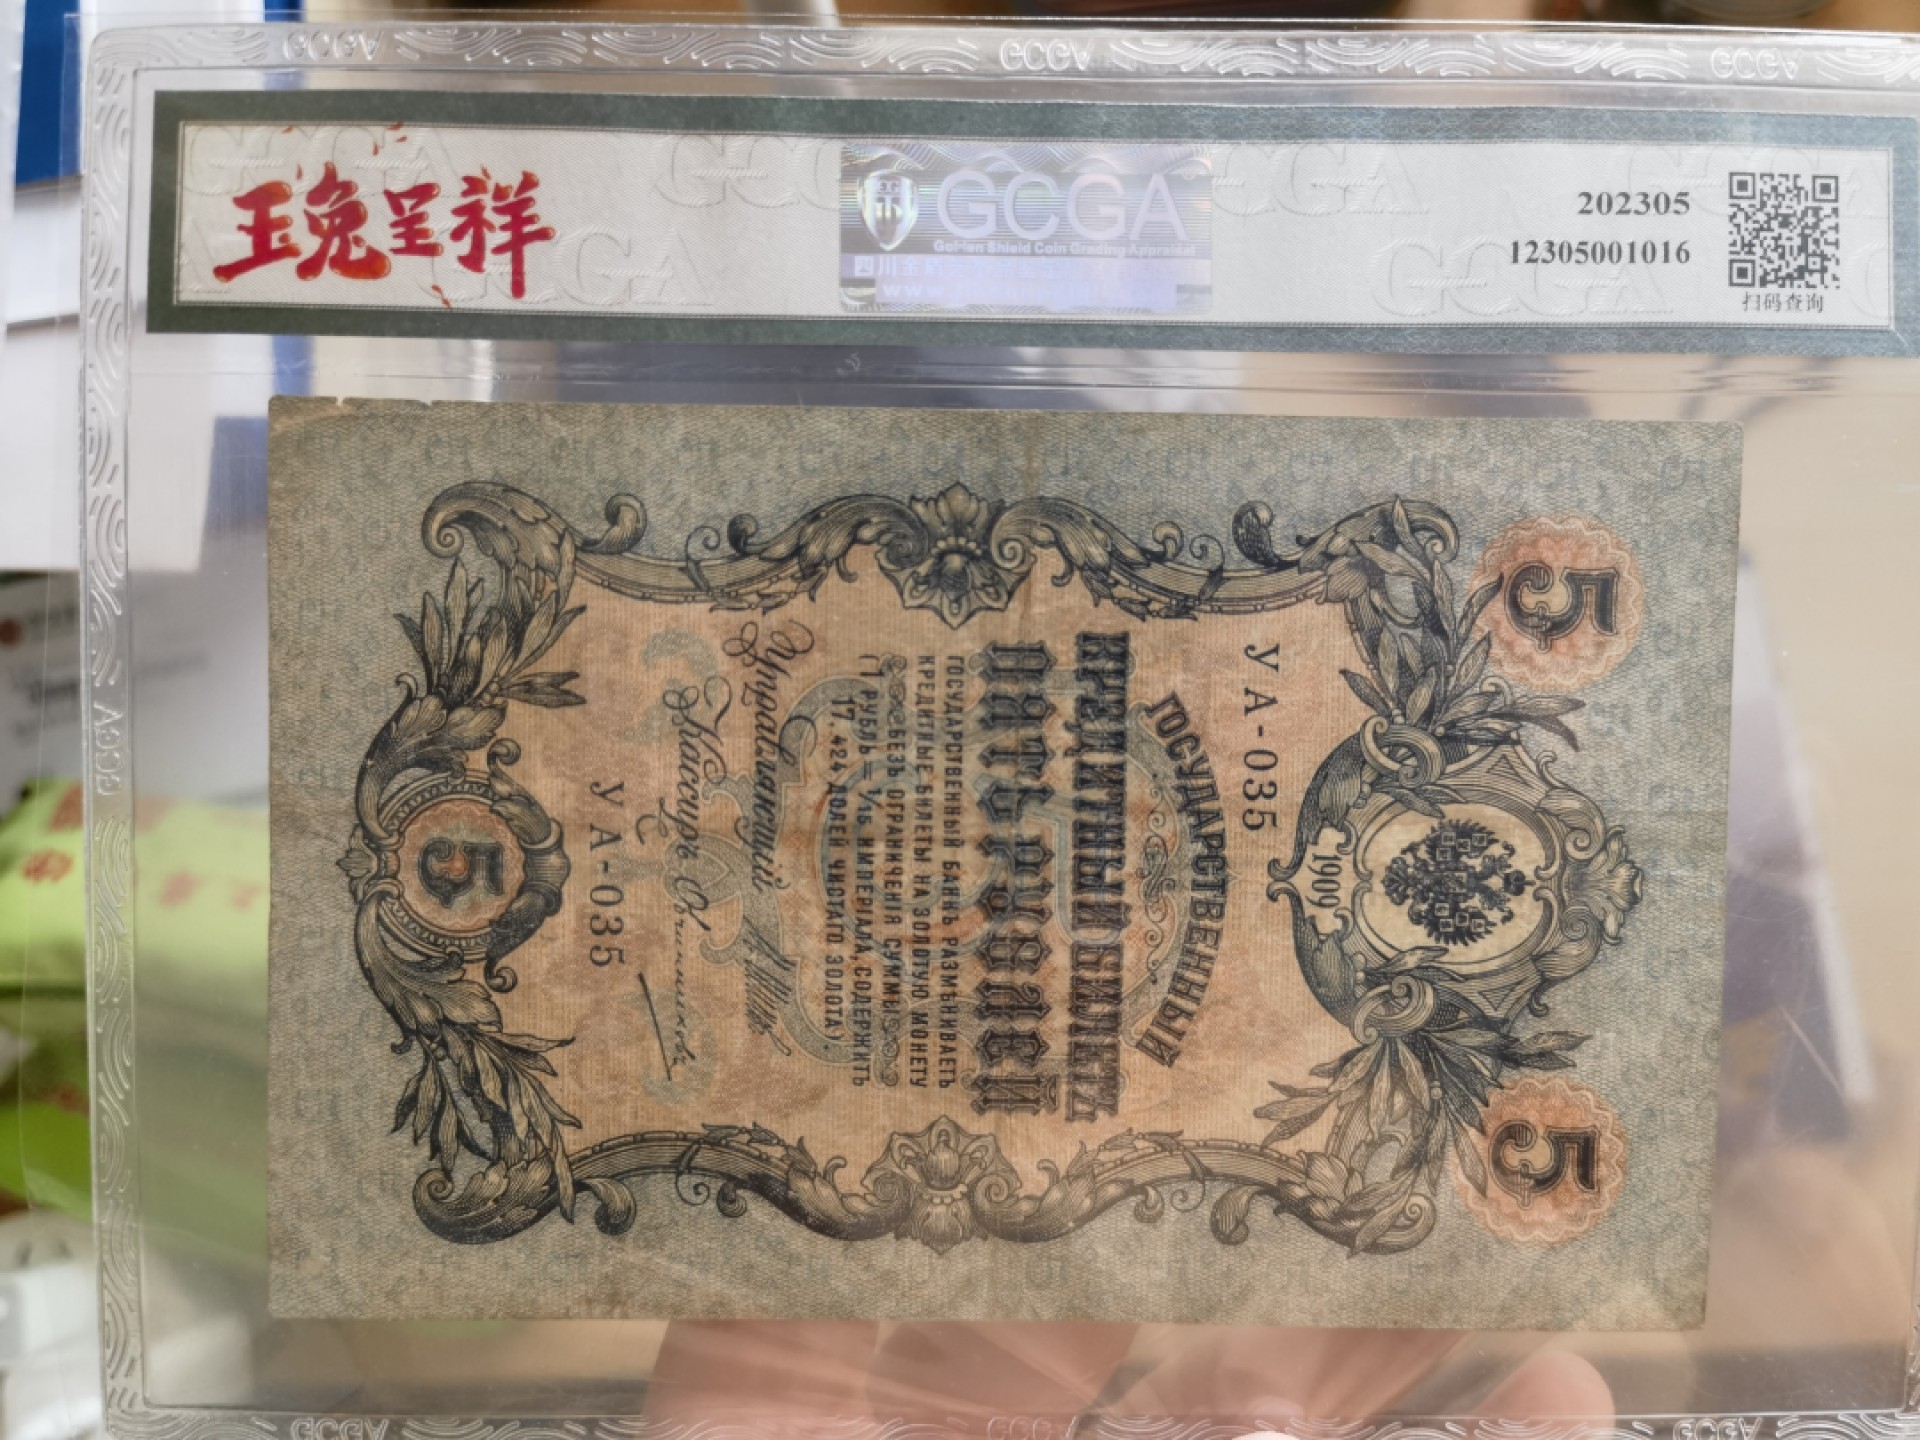 玉兔呈祥
GCGA
Golden Shield Coin Grading Appraisal
202305
12305001016
扫码查询
1909
5
5
УА-035
ГОСУДАРСТВЕННЫЙ
КРЕДИТНЫЙ БИЛЕТЪ
ПЯТЬ РУБЛЕЙ
ГОСУДАРСТВЕННЫЙ БАНКЪ РАЗМѢНИВАЕТЪ
КРЕДИТНЫЕ БИЛЕТЫ НА ЗОЛОТУЮ МОНЕТУ
БЕЗЪ ОГРАНИЧЕНІЯ СУММЫ
(1 РУБЛЬ = 1/15 ИМПЕРІАЛА, СОДЕРЖИТЪ
17,424 ДОЛЕЙ ЧИСТАГО ЗОЛОТА).
Управляющій И. Шипов
Кассиръ
УА-035
5